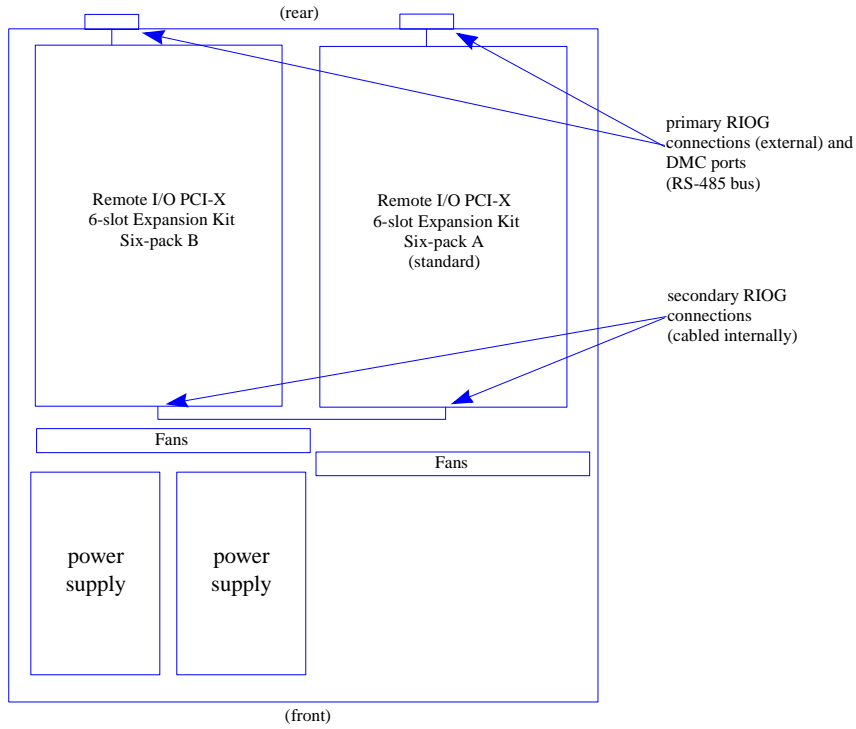 (rear)
primary RIOG
connections (external) and
DMC ports
(RS-485 bus)
Remote I/O PCI-X
6-slot Expansion Kit
Six-pack B
Remote I/O PCI-X
6-slot Expansion Kit
Six-pack A
(standard)
secondary RIOG
connections
(cabled internally)
Fans
Fans
power
supply
power
supply
(front)